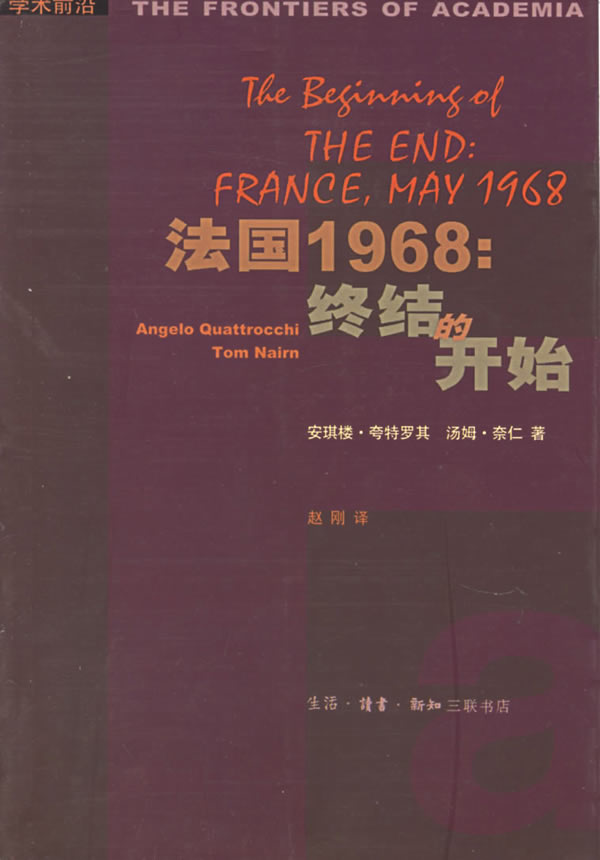 学术前沿
THE FRONTIERS OF ACADEMIA
The Beginning of
THE END:
FRANCE, MAY 1968
法国1968:
终结的
开始
Angelo Quattrocchi
Tom Nairn
安琪楼·夸特罗其 汤姆·奈仁 著
赵刚 译
生活·讀書·新知三联书店
a